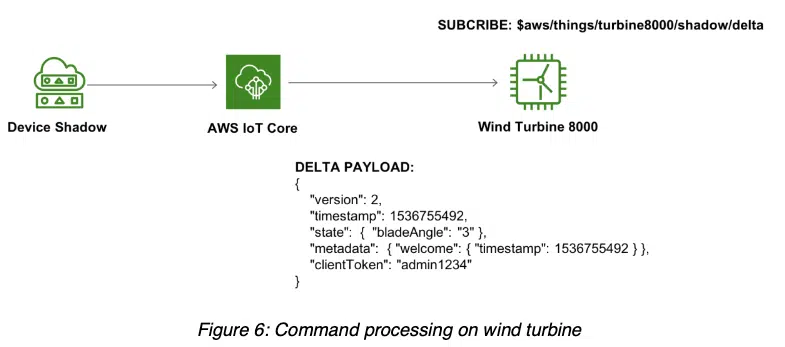 SUBCRIBE: $aws/things/turbine8000/shadow/delta
Device Shadow
AWS IoT Core
Wind Turbine 8000
DELTA PAYLOAD:
{
"version": 2,
"timestamp": 1536755492,
"state": { "bladeAngle": "3" },
"metadata": { "welcome": { "timestamp": 1536755492 } },
"clientToken": "admin1234"
}
Figure 6: Command processing on wind turbine